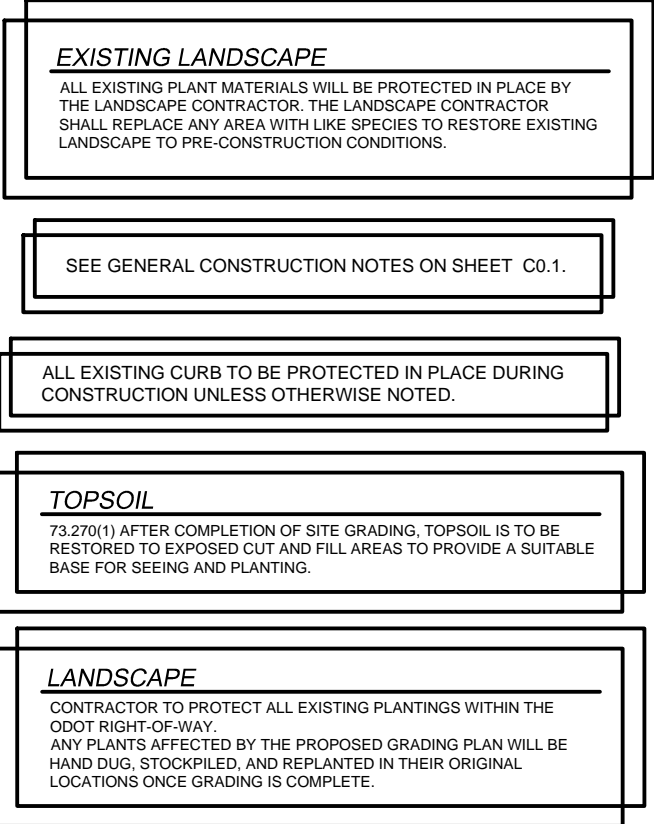 EXISTING LANDSCAPE
ALL EXISTING PLANT MATERIALS WILL BE PROTECTED IN PLACE BY
THE LANDSCAPE CONTRACTOR. THE LANDSCAPE CONTRACTOR
SHALL REPLACE ANY AREA WITH LIKE SPECIES TO RESTORE EXISTING
LANDSCAPE TO PRE-CONSTRUCTION CONDITIONS.
SEE GENERAL CONSTRUCTION NOTES ON SHEET C0.1.
ALL EXISTING CURB TO BE PROTECTED IN PLACE DURING
CONSTRUCTION UNLESS OTHERWISE NOTED.
TOPSOIL
73.270(1) AFTER COMPLETION OF SITE GRADING, TOPSOIL IS TO BE
RESTORED TO EXPOSED CUT AND FILL AREAS TO PROVIDE A SUITABLE
BASE FOR SEEING AND PLANTING.
LANDSCAPE
CONTRACTOR TO PROTECT ALL EXISTING PLANTINGS WITHIN THE
ODOT RIGHT-OF-WAY.
ANY PLANTS AFFECTED BY THE PROPOSED GRADING PLAN WILL BE
HAND DUG, STOCKPILED, AND REPLANTED IN THEIR ORIGINAL
LOCATIONS ONCE GRADING IS COMPLETE.